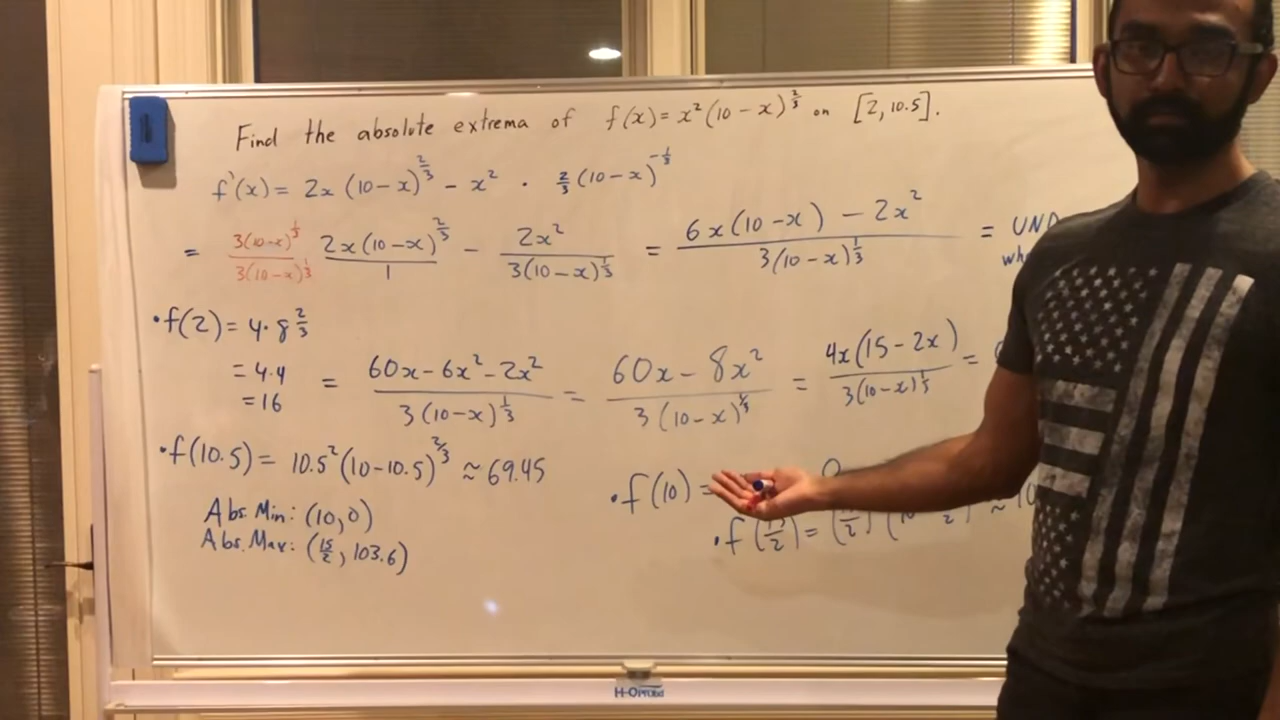 Find the absolute extrema of f(x) = x²(10 − x)^(2/3) on [2, 10.5].
f'(x) = 2x (10 − x)^(2/3) − x² · 2/3 (10 − x)^(−1/3)
= 3(10−x)^(1/3) / 3(10−x)^(1/3) 2x(10−x)^(2/3) / 1 − 2x² / 3(10−x)^(1/3) = 6x(10−x) − 2x² / 3(10−x)^(1/3) = UND
•f(2) = 4·8^(2/3)
= 4·4
= 16
= 60x − 6x² − 2x² / 3(10−x)^(1/3) = 60x − 8x² / 3(10−x)^(1/3) = 4x(15 − 2x) / 3(10−x)^(1/3) =
•f(10.5) = 10.5²(10−10.5)^(2/3) ≈ 69.45
•f(10) =
•f(15/2) =
Abs. Min: (10, 0)
Abs. Max: (15/2, 103.6)